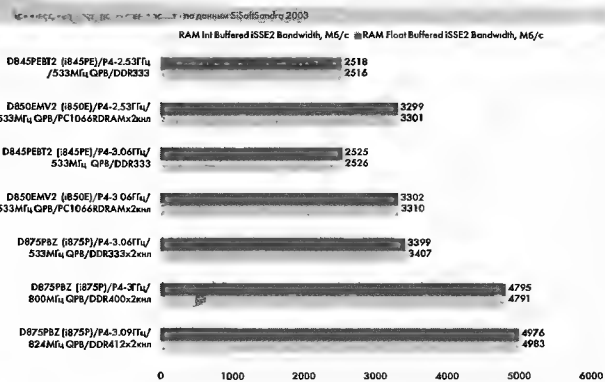 по данным SiSoftSandra 2003
RAM Int Buffered iSSE2 Bandwidth, Мб/с RAM Float Buffered iSSE2 Bandwidth, Мб/с
D845PEBT2 (i845PE)/P4-2.53ГГц
/533МГц QPB/DDR333
2518
2516
D850EMV2 (i850E)/P4-2.53ГГц/
533МГц QPB/PC1066RDRAMx2кнл
3299
3301
D845PEBT2 (i845PE)/P4-3.06ГГц/
533МГц QPB/DDR333
2525
2526
D850EMV2 (i850E)/P4-3 06ГГц/
533МГц QPB/PC1066RDRAMx2кнл
3302
3310
D875PBZ (i875P)/P4-3.06ГГц/
533МГц QPB/DDR333x2кнл
3399
3407
D875PBZ (i875P)/P4-3ГГц/
800МГц QPB/DDR400x2кнл
4795
4791
D875PBZ (i875P)/P4-3.09ГГц/
824МГц QPB/DDR412x2кнл
4976
4983
0 1000 2000 3000 4000 5000 6000